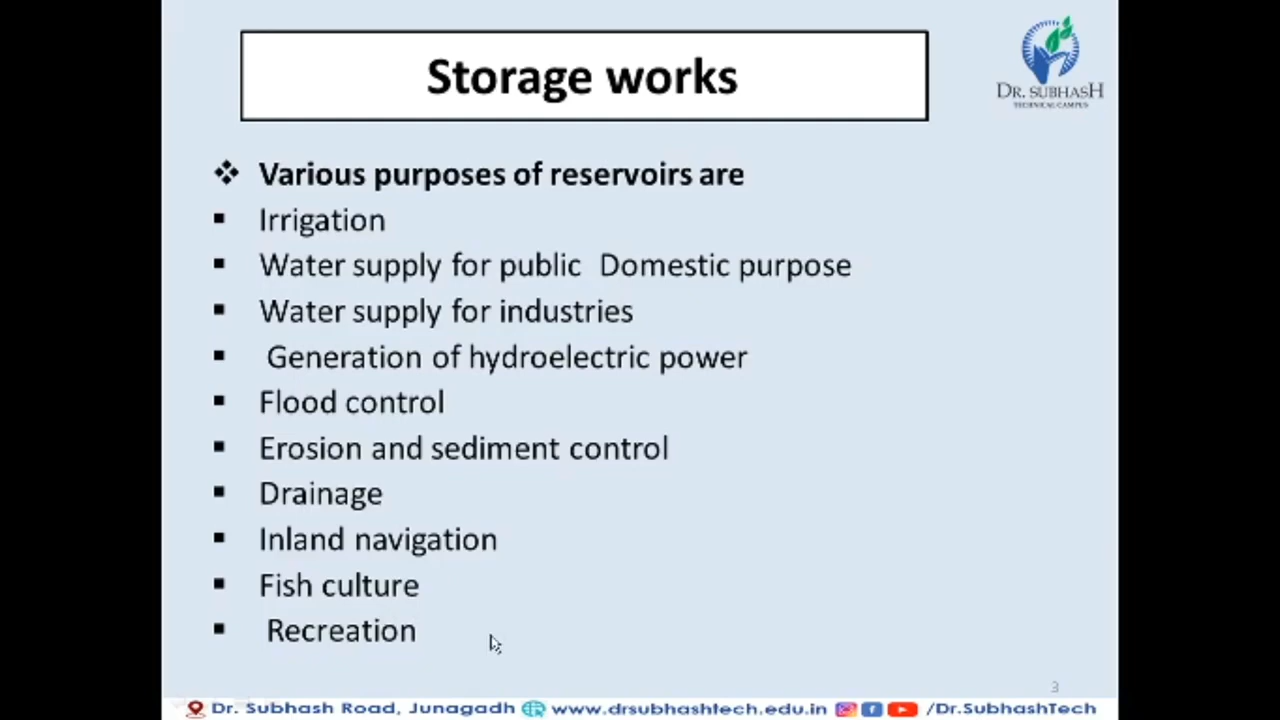 Storage works
DR. SUBHASH
TECHNICAL CAMPUS
Various purposes of reservoirs are
Irrigation
Water supply for public Domestic purpose
Water supply for industries
Generation of hydroelectric power
Flood control
Erosion and sediment control
Drainage
Inland navigation
Fish culture
Recreation
3
Dr. Subhash Road, Junagadh www.drsubhashtech.edu.in /Dr.SubhashTech